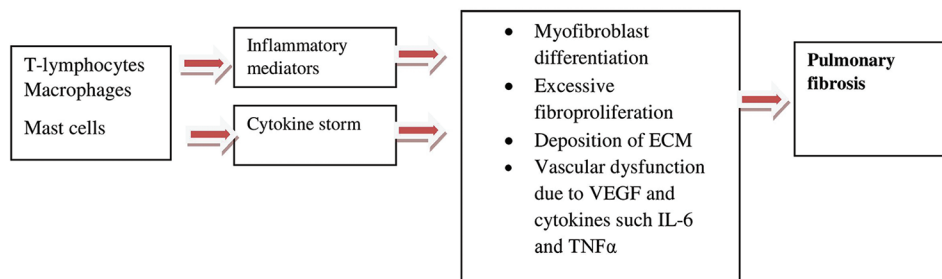 T-lymphocytes
Macrophages
Mast cells
Inflammatory
mediators
Cytokine storm
• Myofibroblast
differentiation
• Excessive
fibroproliferation
• Deposition of ECM
• Vascular dysfunction
due to VEGF and
cytokines such IL-6
and TNFα
Pulmonary
fibrosis